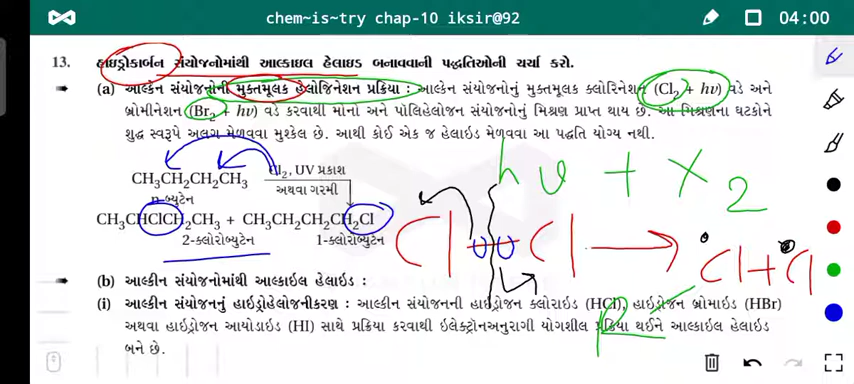 chem~is~try chap-10 iksir@92
04:00
13. હાઇડ્રોકાર્બન સંયોજનોમાંથી આલ્કાઇલ હેલાઇડ બનાવવાની પદ્ધતિઓની ચર્ચા કરો.
(a) આલ્કેન સંયોજનોની મુક્તમૂલક હેલોજિનેશન પ્રક્રિયા : આલ્કેન સંયોજનોનું મુક્તમૂલક ક્લોરિનેશન (Cl2 + hν) વડે અને
બ્રોમીનેશન (Br2 + hν) વડે કરવાથી મોનો અને પોલિહેલોજન સંયોજનોનું મિશ્રણ પ્રાપ્ત થાય છે. આ મિશ્રણના ઘટકોને
શુદ્ધ સ્વરૂપે અલગ મેળવવા મુશ્કેલ છે. આથી કોઈ એક જ હેલાઇડ મેળવવા આ પદ્ધતિ યોગ્ય નથી.
hν + X2
CH3CH2CH2CH3 Cl2, UV પ્રકાશ
n-બ્યુટેન અથવા ગરમી
CH3CHClCH2CH3 + CH3CH2CH2CH2Cl
2-ક્લોરોબ્યુટેન 1-ક્લોરોબ્યુટેન
Cl Cl → Cl + Cl
(b) આલ્કીન સંયોજનોમાંથી આલ્કાઇલ હેલાઇડ :
(i) આલ્કીન સંયોજનનું હાઇડ્રોહેલોજનીકરણ : આલ્કીન સંયોજનની હાઇડ્રોજન ક્લોરાઇડ (HCl), હાઇડ્રોજન બ્રોમાઇડ (HBr)
અથવા હાઇડ્રોજન આયોડાઇડ (HI) સાથે પ્રક્રિયા કરવાથી ઇલેક્ટ્રૉનઅનુરાગી યોગશીલ પ્રક્રિયા થઈને આલ્કાઇલ હેલાઇડ
બને છે.